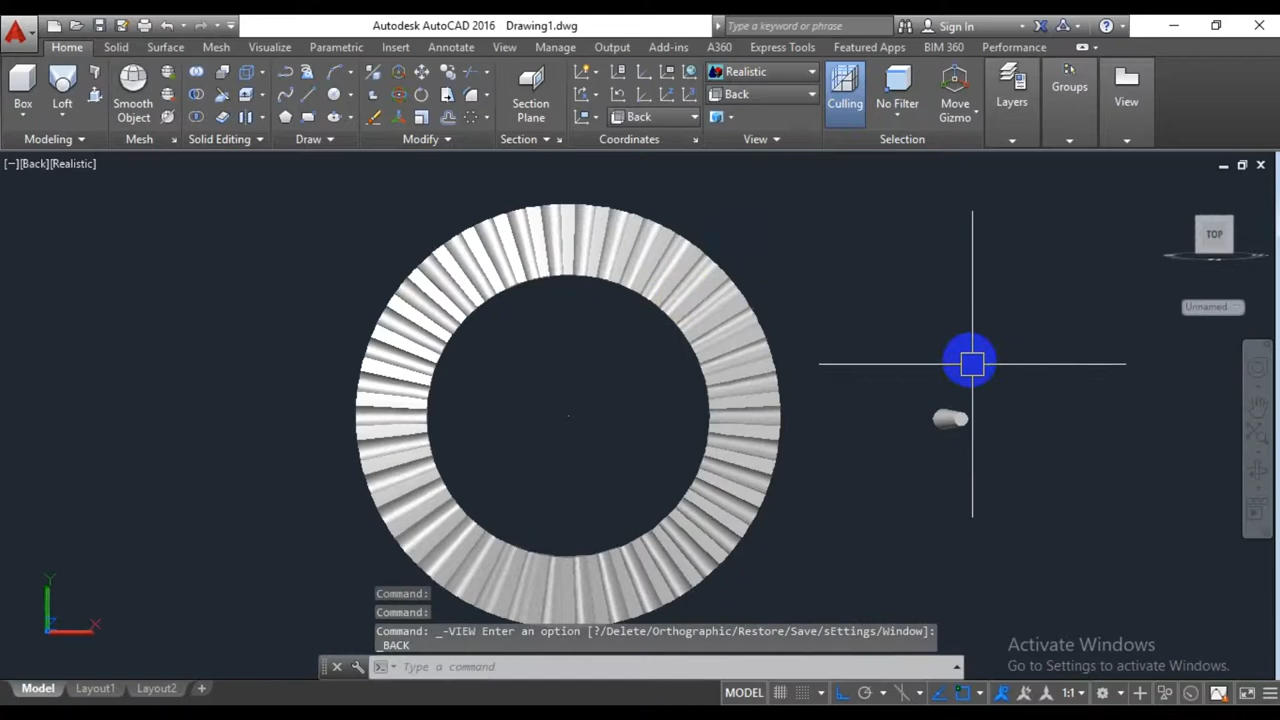 Autodesk AutoCAD 2016 Drawing1.dwg
Type a keyword or phrase
Sign In
Home Solid Surface Mesh Visualize Parametric Insert Annotate View Manage Output Add-ins A360 Express Tools Featured Apps BIM 360 Performance
Box
Loft
Smooth
Object
Section
Plane
Realistic
Back
Back
Culling
No Filter
Move
Gizmo
Layers
Groups
View
Modeling
Mesh
Solid Editing
Draw
Modify
Section
Coordinates
View
Selection
[−][Back][Realistic]
TOP
Unnamed
Y
X
Command:
Command:
Command: _-VIEW Enter an option [?/Delete/Orthographic/Restore/Save/sEttings/Window]:
_BACK
Type a command
Activate Windows
Go to Settings to activate Windows.
Model Layout1 Layout2 +
MODEL
1:1